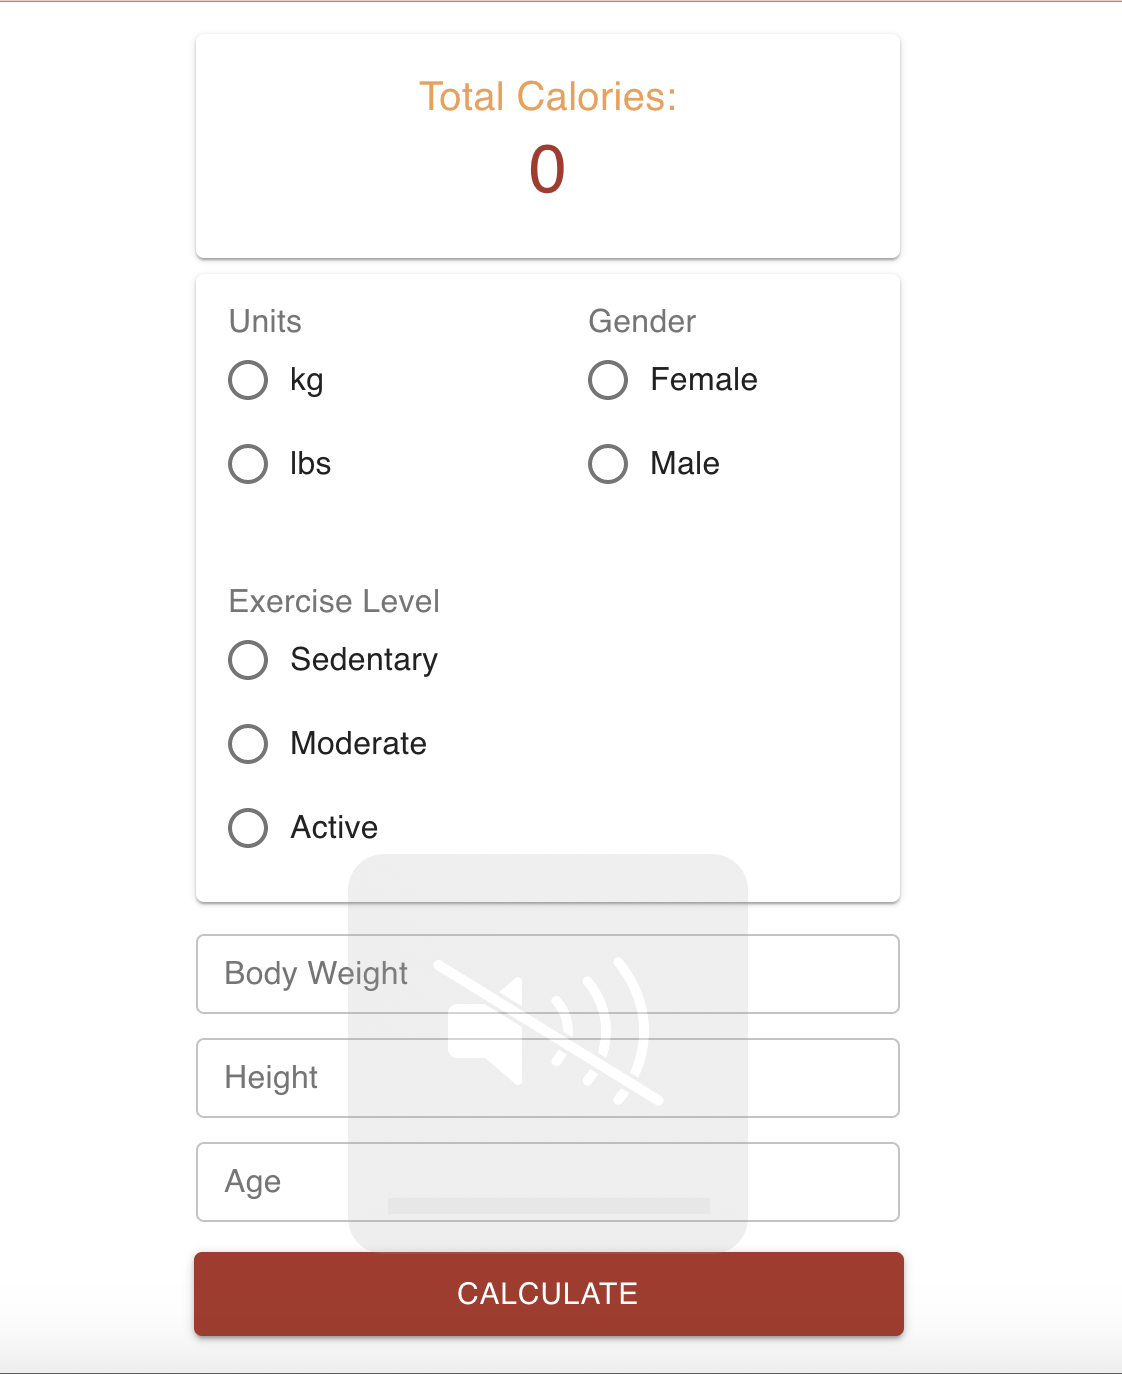 Total Calories:
0
Units
Gender
kg
Female
lbs
Male
Exercise Level
Sedentary
Moderate
Active
Body Weight
Height
Age
CALCULATE